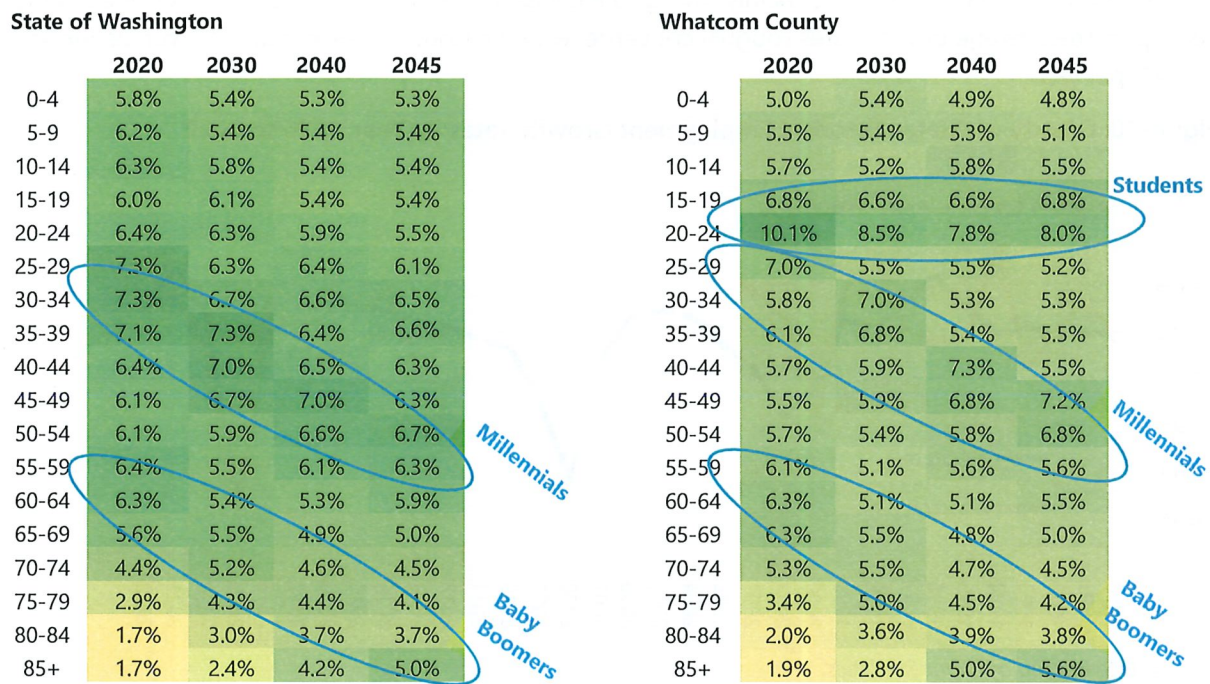 State of Washington
2020 2030 2040 2045
0-4 5.8% 5.4% 5.3% 5.3%
5-9 6.2% 5.4% 5.4% 5.4%
10-14 6.3% 5.8% 5.4% 5.4%
15-19 6.0% 6.1% 5.4% 5.4%
20-24 6.4% 6.3% 5.9% 5.5%
25-29 7.3% 6.3% 6.4% 6.1%
30-34 7.3% 6.7% 6.6% 6.5%
35-39 7.1% 7.3% 6.4% 6.6%
40-44 6.4% 7.0% 6.5% 6.3%
45-49 6.1% 6.7% 7.0% 6.3%
50-54 6.1% 5.9% 6.6% 6.7%
55-59 6.4% 5.5% 6.1% 6.3%
60-64 6.3% 5.4% 5.3% 5.9%
65-69 5.6% 5.5% 4.9% 5.0%
70-74 4.4% 5.2% 4.6% 4.5%
75-79 2.9% 4.3% 4.4% 4.1%
80-84 1.7% 3.0% 3.7% 3.7%
85+ 1.7% 2.4% 4.2% 5.0%
Millennials
Baby
Boomers
Whatcom County
2020 2030 2040 2045
0-4 5.0% 5.4% 4.9% 4.8%
5-9 5.5% 5.4% 5.3% 5.1%
10-14 5.7% 5.2% 5.8% 5.5%
15-19 6.8% 6.6% 6.6% 6.8%
20-24 10.1% 8.5% 7.8% 8.0%
25-29 7.0% 5.5% 5.5% 5.2%
30-34 5.8% 7.0% 5.3% 5.3%
35-39 6.1% 6.8% 5.4% 5.5%
40-44 5.7% 5.9% 7.3% 5.5%
45-49 5.5% 5.9% 6.8% 7.2%
50-54 5.7% 5.4% 5.8% 6.8%
55-59 6.1% 5.1% 5.6% 5.6%
60-64 6.3% 5.1% 5.1% 5.5%
65-69 6.3% 5.5% 4.8% 5.0%
70-74 5.3% 5.5% 4.7% 4.5%
75-79 3.4% 5.0% 4.5% 4.2%
80-84 2.0% 3.6% 3.9% 3.8%
85+ 1.9% 2.8% 5.0% 5.6%
Students
Millennials
Baby
Boomers